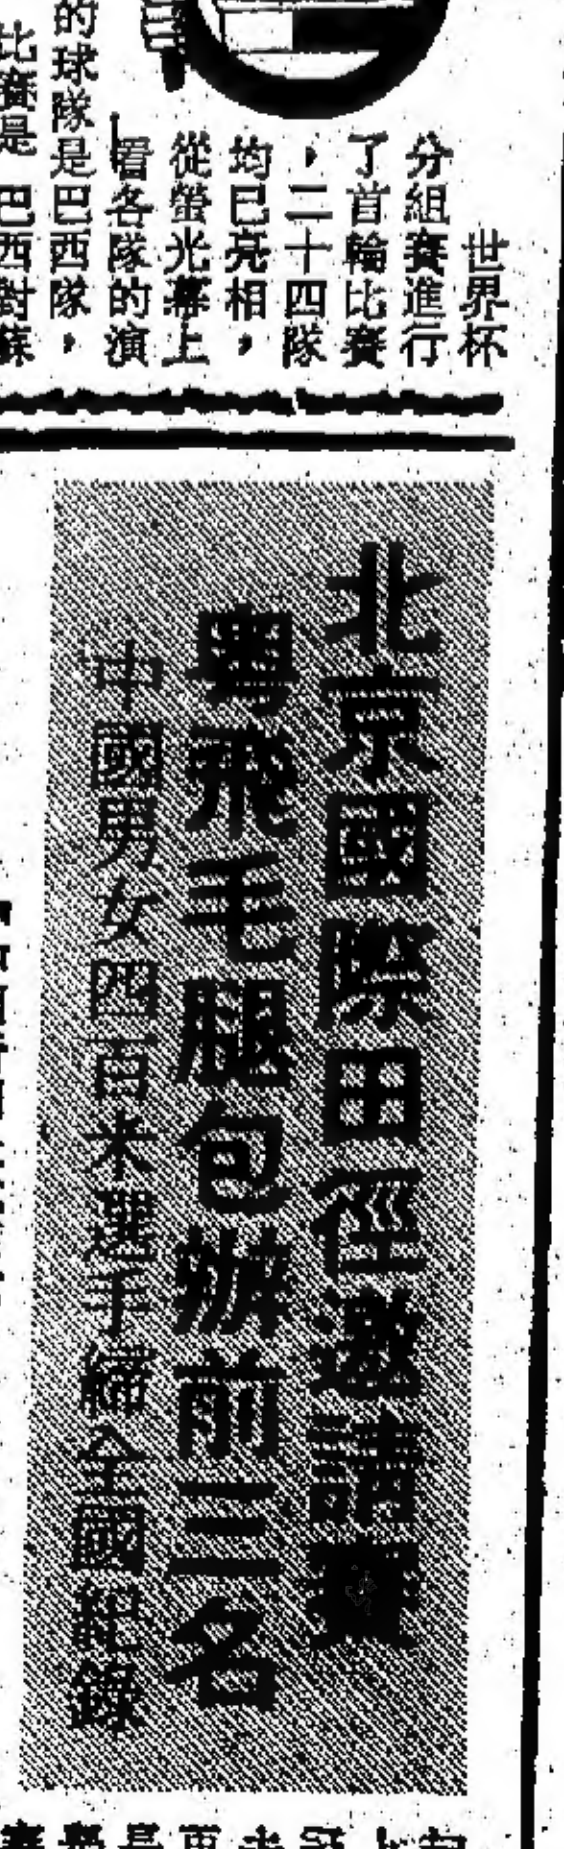 世界杯
分組賽進行
了首輪比賽
，二十四隊
均已亮相，
從螢光幕上
看各隊的演
的球隊是巴西隊，
比賽是 巴西對蘇
北京國際田徑邀請賽
粵飛毛腿包辦前三名
中國男女四百米選手締全國紀錄